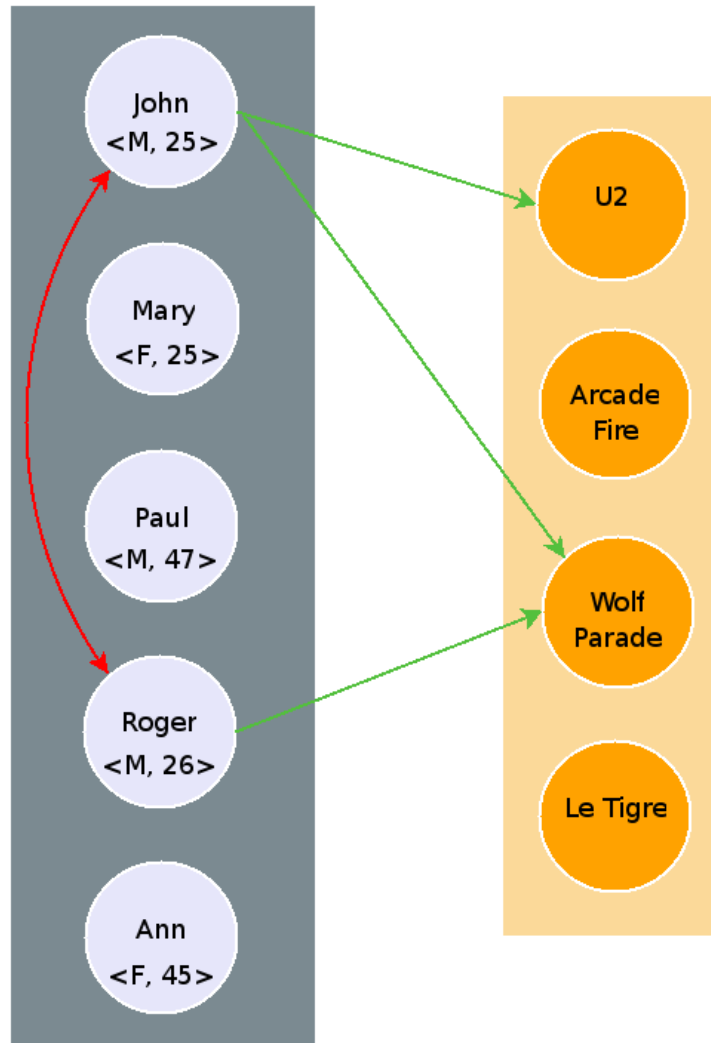 John
<M, 25>
Mary
<F, 25>
Paul
<M, 47>
Roger
<M, 26>
Ann
<F, 45>
U2
Arcade
Fire
Wolf
Parade
Le Tigre